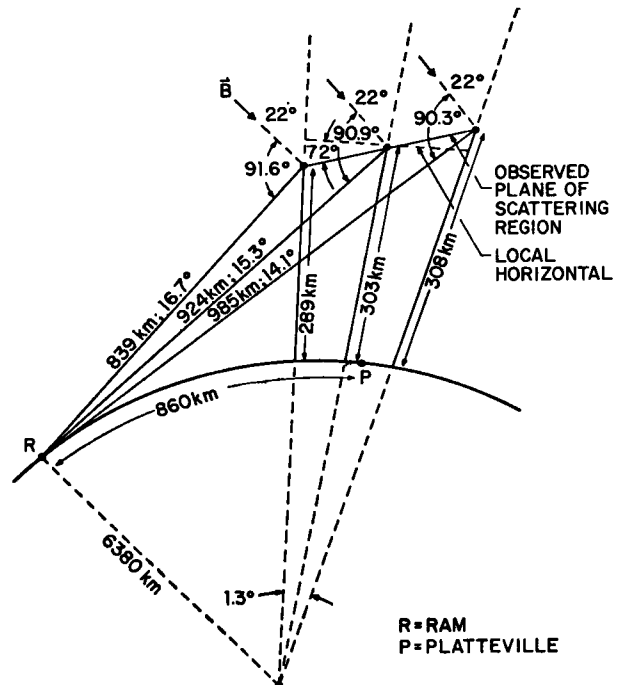 B
22°
22°
22°
91.6°
72°
90.9°
90.3°
OBSERVED
PLANE OF
SCATTERING
REGION
LOCAL
HORIZONTAL
839 km; 16.7°
924 km; 15.3°
985 km; 14.1°
289 km
303 km
308 km
P
860 km
R
6380 km
1.3°
R = RAM
P = PLATTEVILLE